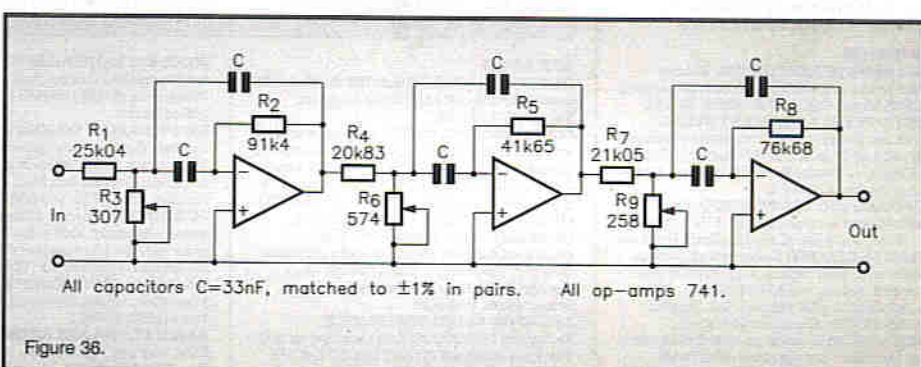 C
C
C
R2
91k4
R5
41k65
R8
76k68
R1
25k04
C
R4
20k83
C
R7
21k05
C
−
−
−
+
+
+
In
R3
307
R6
574
R9
258
Out
All capacitors C=33nF, matched to ±1% in pairs. All op-amps 741.
Figure 36.